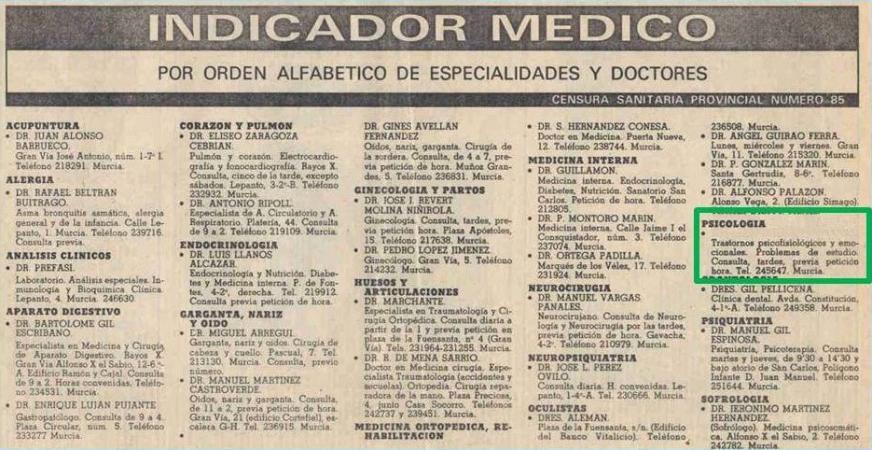 INDICADOR MEDICO
POR ORDEN ALFABETICO DE ESPECIALIDADES Y DOCTORES
CENSURA SANITARIA PROVINCIAL NUMERO 85
ACUPUNTURA
• DR. JUAN ALONSO
BARRUECO.
Gran Vía José Antonio, núm. 1-7º I.
Teléfono 218291. Murcia.
ALERGIA
• DR. RAFAEL BELTRAN
BUITRAGO.
Asma bronquitis asmática, alergia
general y de la infancia. Calle Le-
panto, 1. Murcia. Teléfono 239716.
Consulta previa.
ANALISIS CLINICOS
• DR. PREFASI.
Laboratorio. Análisis especiales. In-
munología y Bioquímica Clínica.
Lepanto, 4. Murcia. 246630
APARATO DIGESTIVO
• DR. BARTOLOME GIL
ESCRIBANO.
Especialista en Medicina y Cirugía
de Aparato Digestivo. Rayos X.
Gran Vía Alfonso X el Sabio, 12-6.º-
A. Edificio Ramón y Cajal. Consulta
de 9 a 2. Horas convenidas. Teléfo-
no 234531. Murcia.
• DR. ENRIQUE LUJAN PUJANTE
Gastropatólogo. Consulta de 9 a 4.
Plaza Circular, núm. 5. Teléfono
233277 Murcia.
CORAZON Y PULMON
• DR. ELISEO ZARAGOZA
CEBRIAN.
Pulmón y corazón. Electrocardio-
grafía y fonocardiografía. Rayos X.
Consulta, cinco de la tarde, excepto
sábados. Lepanto, 3-2º-B. Teléfono
232932. Murcia.
• DR. ANTONIO RIPOLL.
Especialista de A. Circulatorio y A.
Respiratorio. Platería, 44. Consulta
de 9 a 2 Teléfono 219109. Murcia.
ENDOCRINOLOGIA
• DR. LUIS LLANOS
ALCAZAR.
Endocrinología y Nutrición. Diabe-
tes y Medicina interna. P. de Fon-
tes, 4-2º, derecha. Tel. 219912.
Consulta previa petición de hora.
GARGANTA, NARIZ
Y OIDO
• DR. MIGUEL ARREGUI.
Garganta, nariz y oídos. Cirugía de
cabeza y cuello. Pascual, 7. Tel.
213130. Murcia. Consulta, previo
número.
• DR. MANUEL MARTINEZ
CASTROVERDE.
Oídos, nariz y garganta. Consulta,
de 11 a 2, previa petición de hora.
Gran Vía, 21 (edificio Cortefiel), es-
calera G-H. Tel. 236915. Murcia.
DR. GINES AVELLAN
FERNANDEZ
Oídos, nariz, garganta. Cirugía de
la sordera. Consulta, de 4 a 7, pre-
via petición de hora. Muñoz Gran-
des, 5. Teléfono 236831. Murcia.
GINECOLOGIA Y PARTOS
• DR. JOSE J. REVERT
MOLINA NIÑIROLA.
Ginecología. Consulta, tardes, pre-
via petición hora. Plaza Apóstoles,
15. Teléfono 217638. Murcia.
• DR. PEDRO LOPEZ JIMENEZ.
Ginecólogo. Gran Vía, 5. Teléfono
214232. Murcia.
HUESOS Y
ARTICULACIONES
• DR. MARCHANTE.
Especialista en Traumatología y Ci-
rugía Ortopédica. Consulta diaria a
partir de la 1 y previa petición en
plaza de la Fuensanta, nº 4 (Gran
Vía). Tels. 231964-231255. Murcia.
• DR. R. DE MENA SARRIO.
Doctor en Medicina cirugía. Espe-
cialista Traumatología (accidentes y
secuelas). Ortopedia. Cirugía repa-
radora de la mano. Plaza Preciosa,
4, junto Casa Socorro. Teléfonos
242737 y 239451. Murcia.
MEDICINA ORTOPEDICA, RE-
HABILITACION
• DR. S. HERNANDEZ CONESA.
Doctor en Medicina. Puerta Nueva,
12. Teléfono 238744. Murcia.
MEDICINA INTERNA
• DR. GUILLAMON.
Medicina interna. Endocrinología,
Diabetes, Nutrición. Sanatorio San
Carlos. Petición de hora. Teléfono
212805.
• DR. P. MONTORO MARIN.
Medicina interna. Calle Jaime I el
Conquistador, núm. 3. Teléfono
237074. Murcia.
• DR. ORTEGA PADILLA.
Marqués de los Vélez, 17. Teléfono
231924. Murcia.
NEUROCIRUGIA
• DR. MANUEL VARGAS
PANALES.
Neurocirujano. Consulta de Neuro-
logía y Neurocirugía por las tardes,
previa petición de hora. Gavacha,
4-2º. Teléfono 210979. Murcia.
NEUROPSIQUIATRIA
• DR. JOSE L. PEREZ
OVILO.
Consulta diaria. H. convenidas. Le-
panto, 1-4º-A. Tel. 230666. Murcia.
OCULISTAS
• DRES. ALEMAN.
Plaza de la Fuensanta, s/n. (Edificio
del Banco Vitalicio). Teléfono
236508. Murcia.
• DR. ANGEL GUIRAO FERRA.
Lunes, miércoles y viernes. Gran
Vía, 11. Teléfono 215320. Murcia.
• DR. P. GONZALEZ MARIN.
Santa Gertrudis, 8-6º. Teléfono
216877. Murcia.
• DR. ALFONSO PALAZON.
Alonso Vega, 2. (Edificio Simago).
PSICOLOGIA
•
Trastornos psicofisiológicos y emo-
cionales. Problemas de estudio.
Consulta, tardes, previa petición
hora. Tel. 245647. Murcia.
• DRES. GIL PELLICENA.
Clínica dental. Avda. Constitución,
4-1º-A. Teléfono 249358. Murcia.
PSIQUIATRIA
• DR. MANUEL GIL
ESPINOSA.
Psiquiatría, Psicoterapia. Consulta
martes y jueves, de 9'30 a 14'30 y
bajo atorio de San Carlos, Polígono
Infante D. Juan Manuel. Teléfono
251644. Murcia.
SOFROLOGIA
• DR. JERONIMO MARTINEZ
HERNANDEZ.
(Sofrólogo). Medicina psicosomáti-
ca. Alfonso X el Sabio, 2. Teléfono
242782. Murcia.